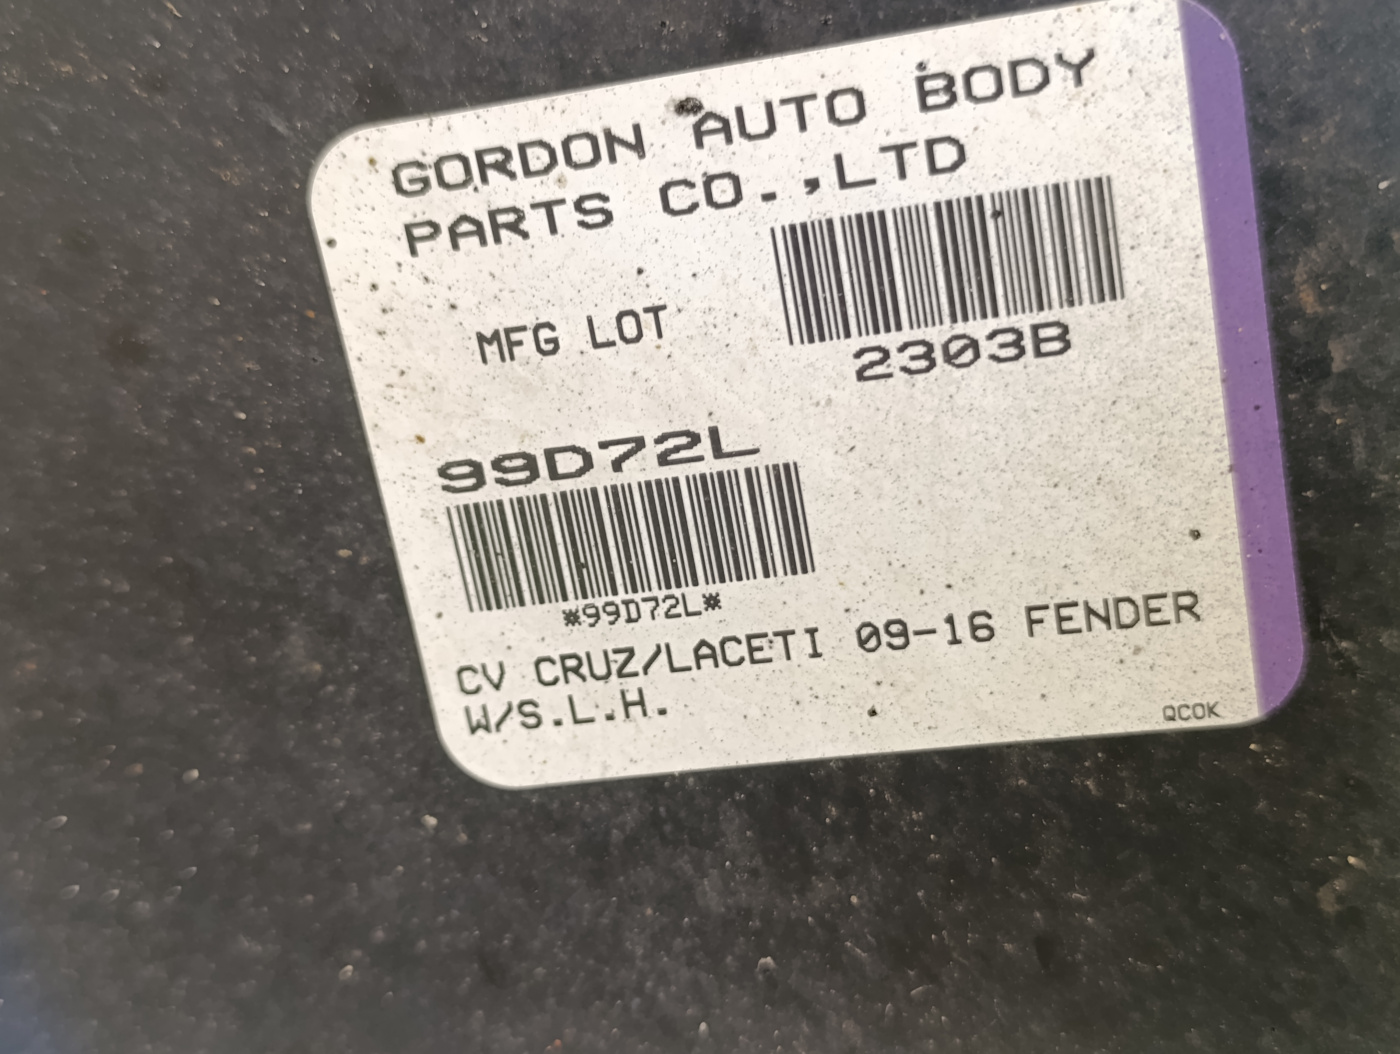 GORDON AUTO BODY
PARTS CO.,LTD
MFG LOT
2303B
99D72L
*99D72L*
CV CRUZ/LACETI 09-16 FENDER
W/S.L.H.
QCOK